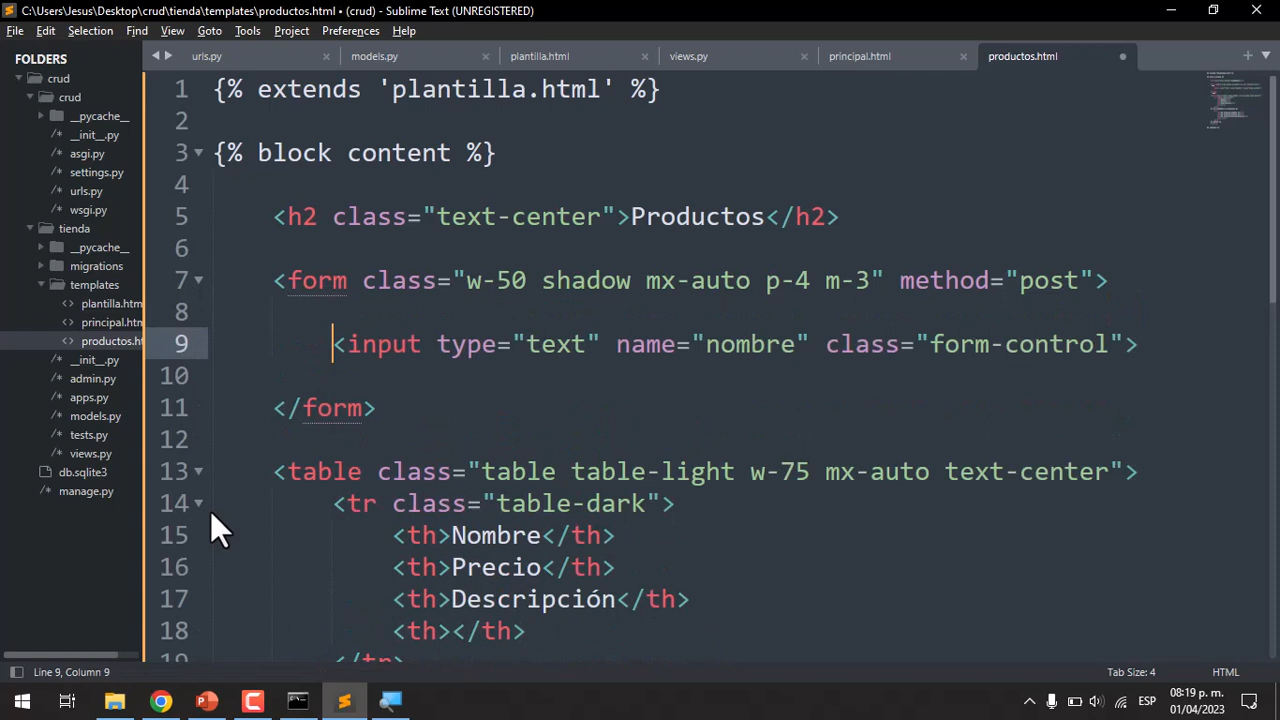 C:\Users\Jesus\Desktop\crud\tienda\templates\productos.html • (crud) - Sublime Text (UNREGISTERED)
File Edit Selection Find View Goto Tools Project Preferences Help
FOLDERS
crud
crud
__pycache__
__init__.py
asgi.py
settings.py
urls.py
wsgi.py
tienda
__pycache__
migrations
templates
plantilla.htm
principal.htm
productos.ht
__init__.py
admin.py
apps.py
models.py
tests.py
views.py
db.sqlite3
manage.py
urls.py models.py plantilla.html views.py principal.html productos.html
1 {% extends 'plantilla.html' %}
2
3 {% block content %}
4
5 <h2 class="text-center">Productos</h2>
6
7 <form class="w-50 shadow mx-auto p-4 m-3" method="post">
8
9 <input type="text" name="nombre" class="form-control">
10
11 </form>
12
13 <table class="table table-light w-75 mx-auto text-center">
14 <tr class="table-dark">
15 <th>Nombre</th>
16 <th>Precio</th>
17 <th>Descripción</th>
18 <th></th>
19 </tr>
Line 9, Column 9 Tab Size: 4 HTML
ESP 08:19 p. m.
01/04/2023